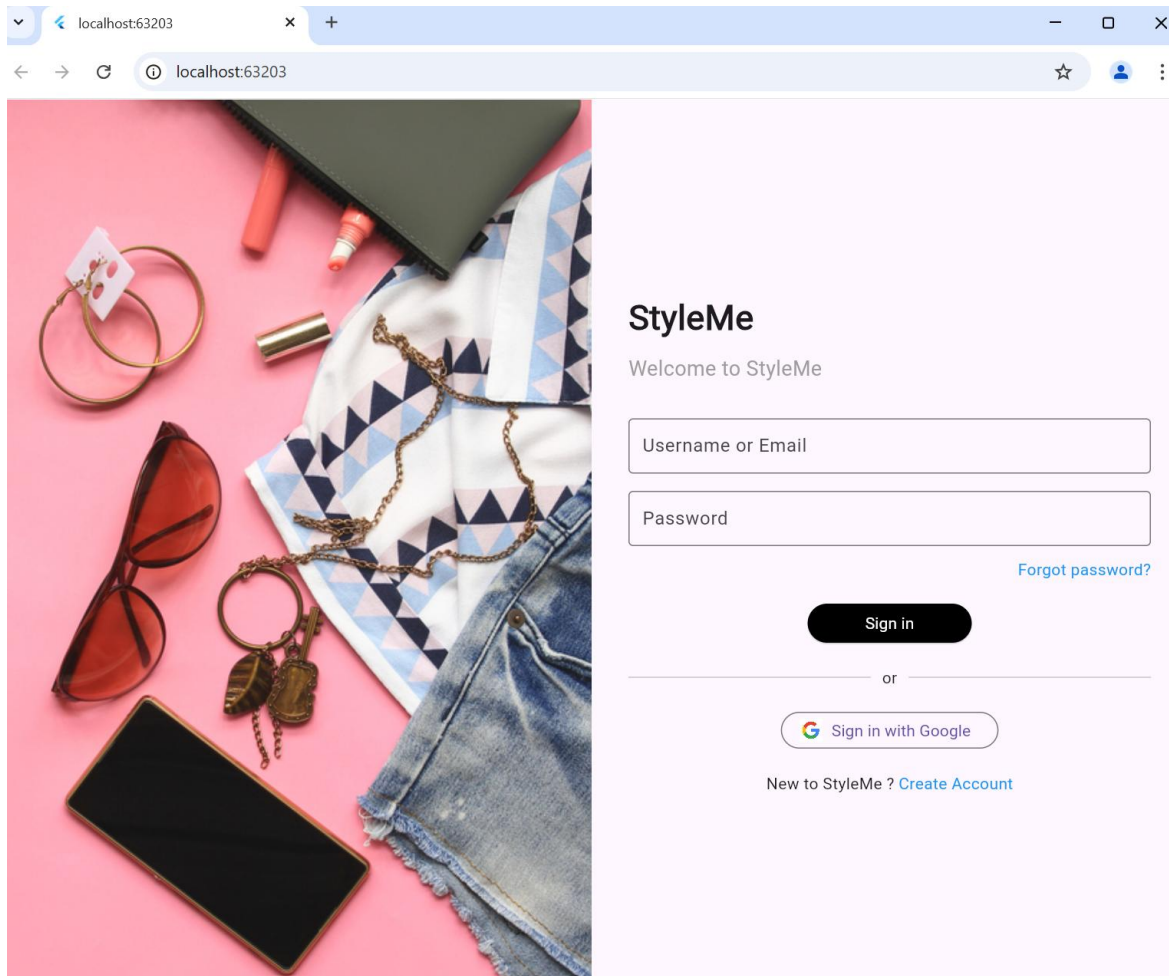 localhost:63203
localhost:63203
StyleMe
Welcome to StyleMe
Username or Email
Password
Forgot password?
Sign in
or
Sign in with Google
New to StyleMe ? Create Account